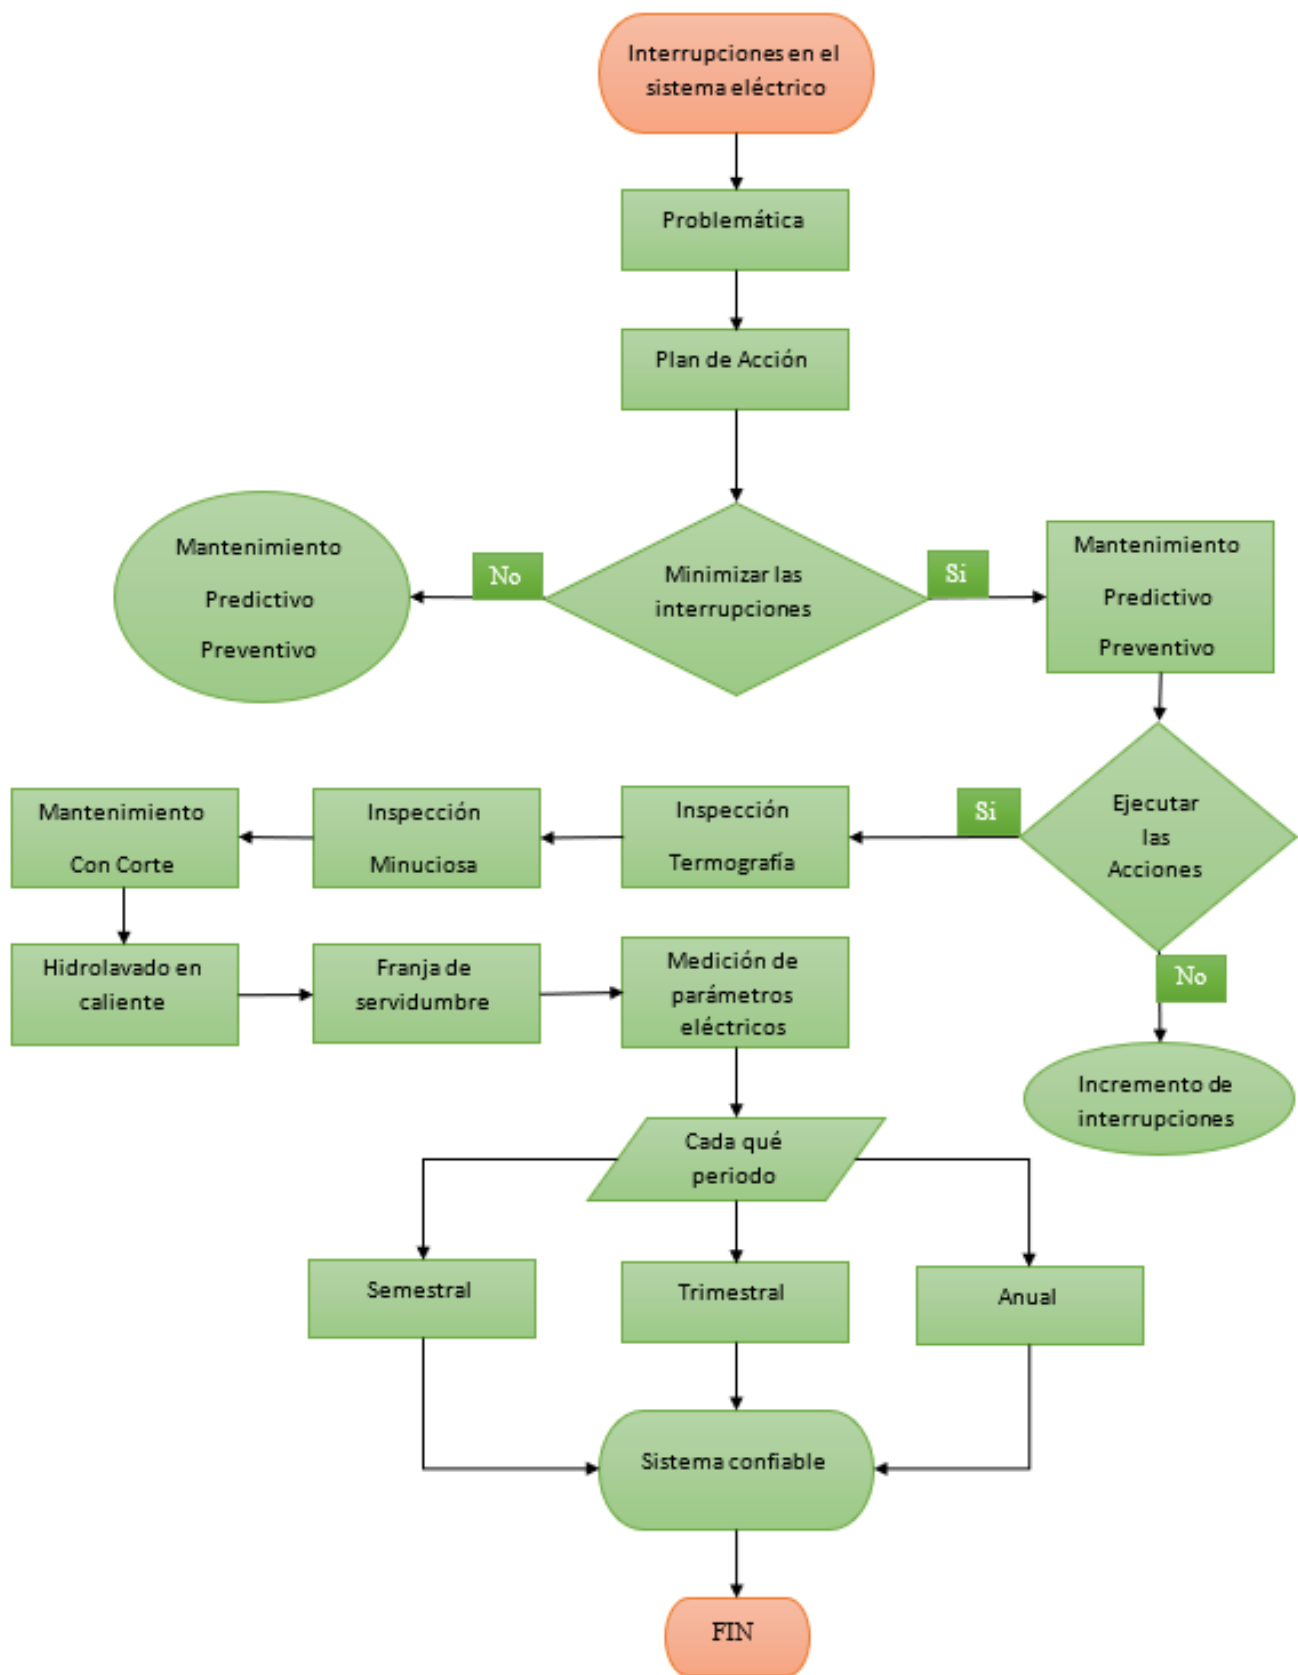 Interrupciones en el
sistema eléctrico
Problemática
Plan de Acción
Mantenimiento
Predictivo
Preventivo
No
Minimizar las
interrupciones
Si
Mantenimiento
Predictivo
Preventivo
Ejecutar
las
Acciones
Si
Inspección
Termografía
Inspección
Minuciosa
Mantenimiento
Con Corte
Hidrolavado en
caliente
Franja de
servidumbre
Medición de
parámetros
eléctricos
No
Incremento de
interrupciones
Cada qué
periodo
Semestral
Trimestral
Anual
Sistema confiable
FIN